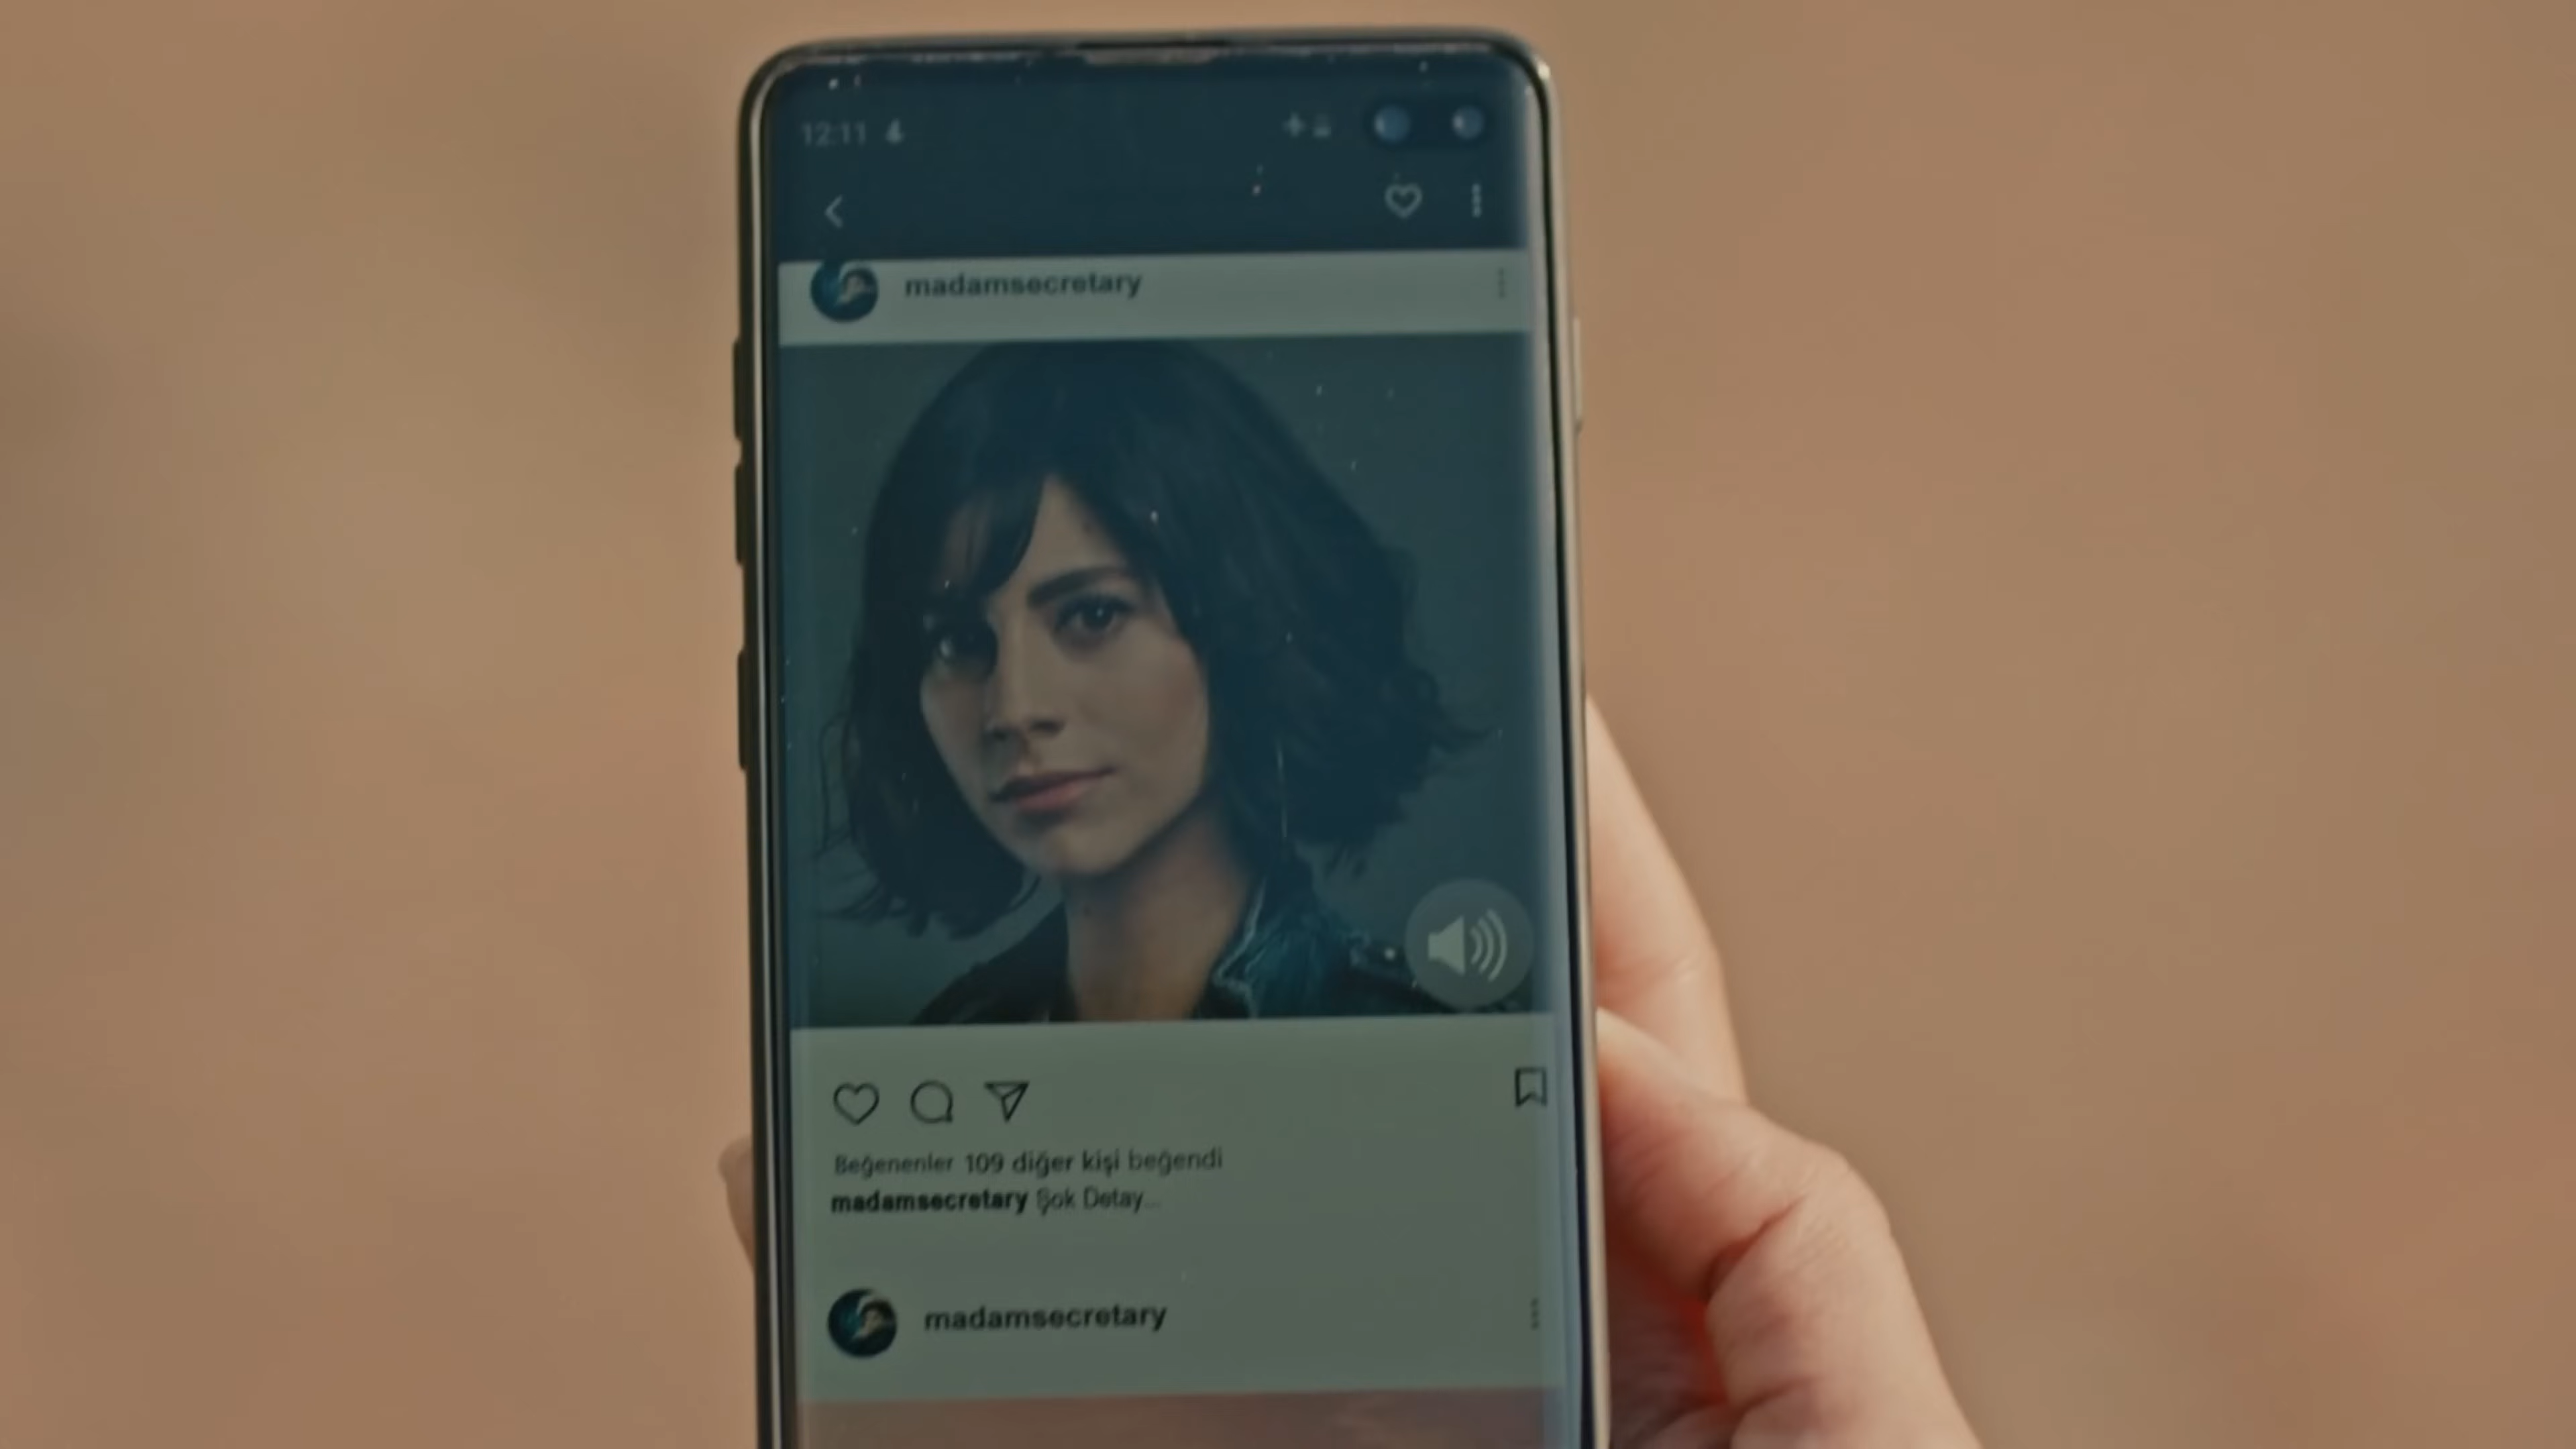 12:11
madamsecretary
Beğenenler 109 diğer kişi beğendi
madamsecretary Şok Detay...
madamsecretary